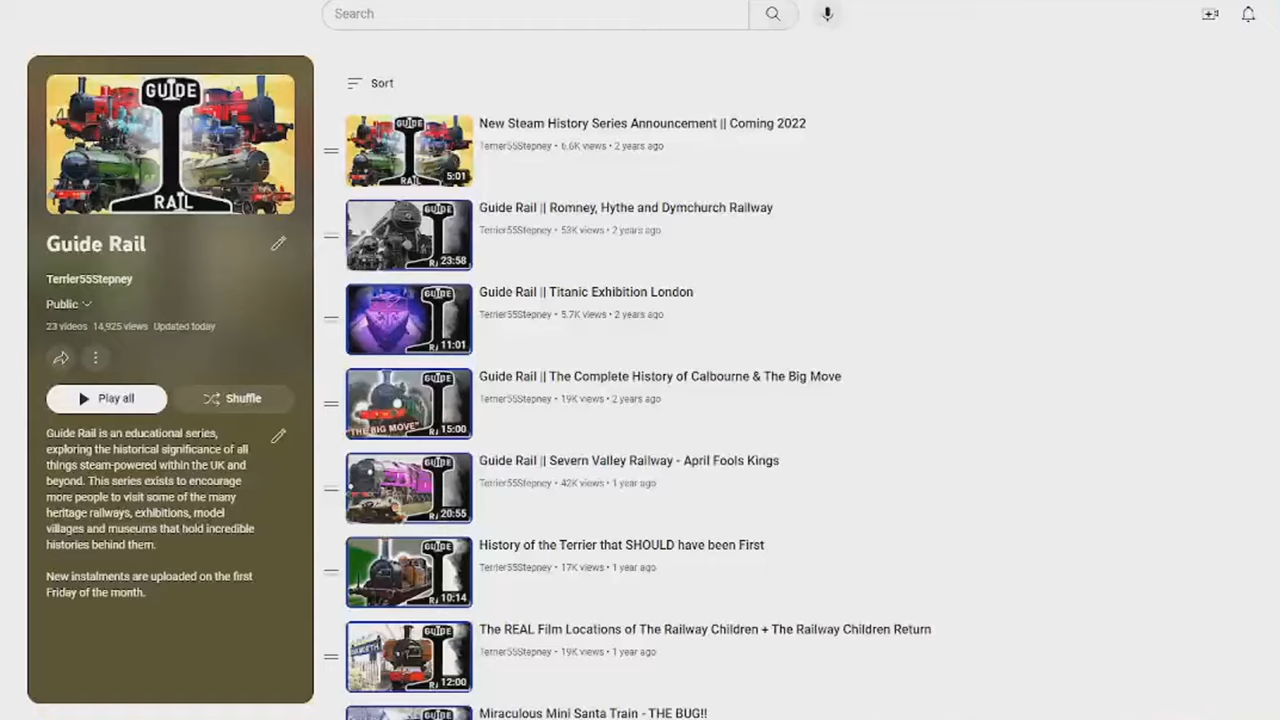 Search
GUIDE
RAIL
Guide Rail
Terrier55Stepney
Public
23 videos 14,925 views Updated today
Play all
Shuffle
Guide Rail is an educational series,
exploring the historical significance of all
things steam-powered within the UK and
beyond. This series exists to encourage
more people to visit some of the many
heritage railways, exhibitions, model
villages and museums that hold incredible
histories behind them.
New instalments are uploaded on the first
Friday of the month.
Sort
GUIDE
RAIL
5:01
New Steam History Series Announcement || Coming 2022
Terrier55Stepney • 6.6K views • 2 years ago
GUIDE
23:58
Guide Rail || Romney, Hythe and Dymchurch Railway
Terrier55Stepney • 53K views • 2 years ago
GUIDE
11:01
Guide Rail || Titanic Exhibition London
Terrier55Stepney • 5.7K views • 2 years ago
GUIDE
"THE BIG MOVE"
15:00
Guide Rail || The Complete History of Calbourne & The Big Move
Terrier55Stepney • 19K views • 2 years ago
GUIDE
20:55
Guide Rail || Severn Valley Railway - April Fools Kings
Terrier55Stepney • 42K views • 1 year ago
GUIDE
10:14
History of the Terrier that SHOULD have been First
Terrier55Stepney • 17K views • 1 year ago
GUIDE
12:00
The REAL Film Locations of The Railway Children + The Railway Children Return
Terrier55Stepney • 19K views • 1 year ago
GUIDE
Miraculous Mini Santa Train - THE BUG!!